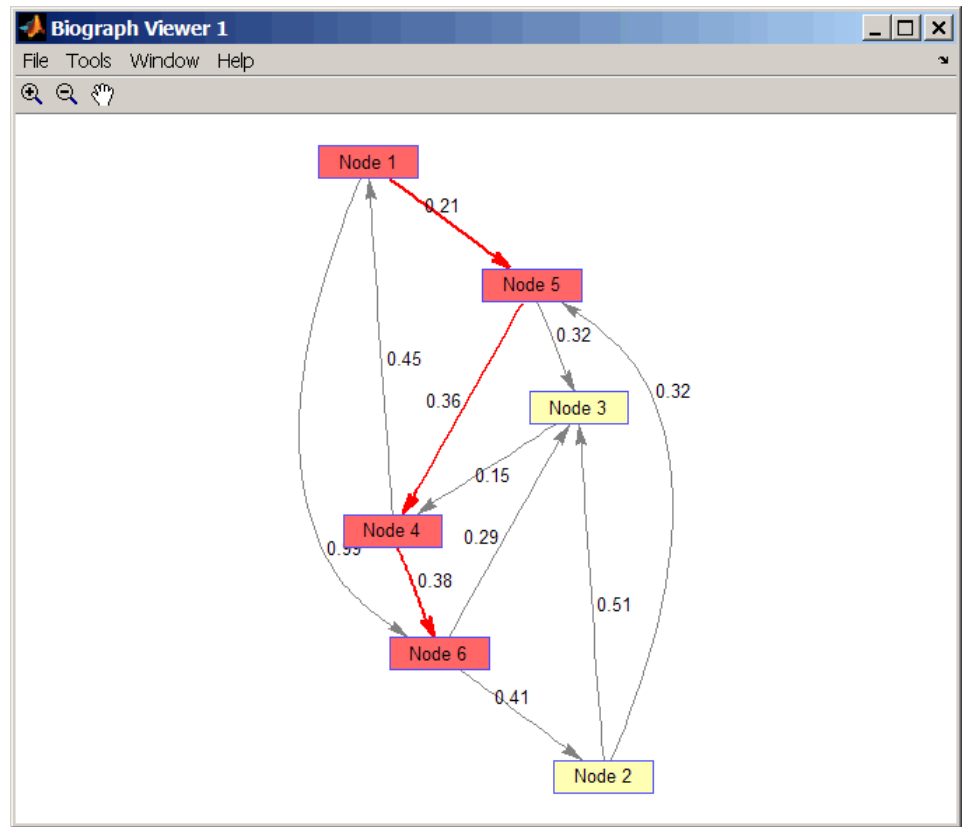 Biograph Viewer 1
File Tools Window Help
Node 1
0.21
Node 5
0.32
0.45
0.32
0.36
Node 3
0.15
Node 4
0.29
0.99
0.38
0.51
Node 6
0.41
Node 2